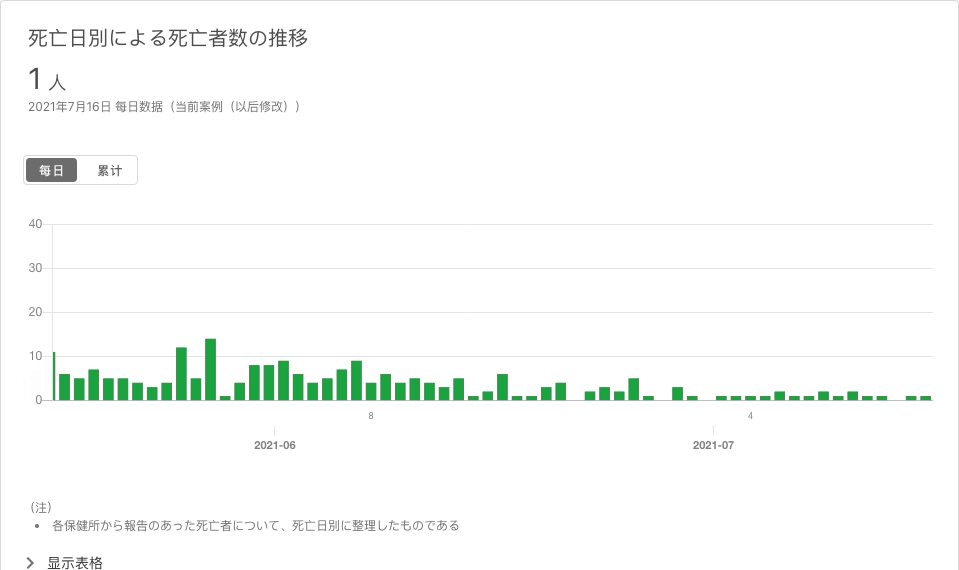 死亡日別による死亡者数の推移
1 人
2021年7月16日 每日数据（当前案例（以后修改））
每日 累计
40
30
20
10
0
8 4
2021-06 2021-07
（注）
• 各保健所から報告のあった死亡者について、死亡日別に整理したものである
显示表格